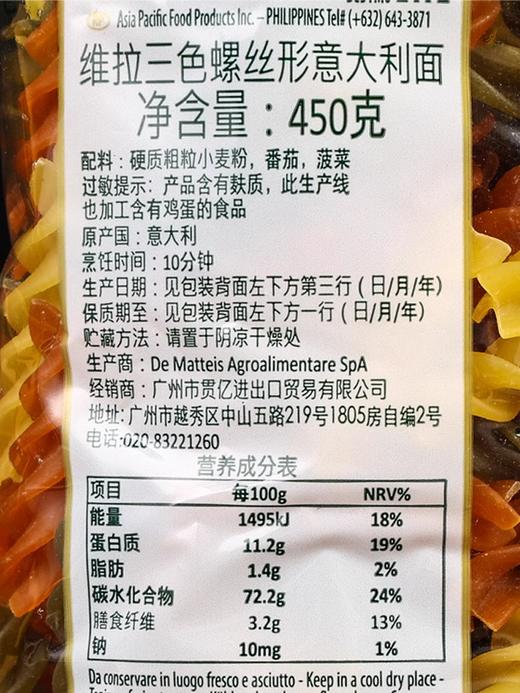 Asia Pacific Food Products Inc. – PHILIPPINES Tel# (+632) 643-3871
维拉三色螺丝形意大利面
净含量：450克
配料：硬质粗粒小麦粉，番茄，菠菜
过敏提示：产品含有麸质，此生产线
也加工含有鸡蛋的食品
原产国：意大利
烹饪时间：10分钟
生产日期：见包装背面左下方第三行（日/月/年）
保质期至：见包装背面左下方一行（日/月/年）
贮藏方法：请置于阴凉干燥处
生产商：De Matteis Agroalimentare SpA
经销商：广州市贯亿进出口贸易有限公司
地址:广州市越秀区中山五路219号1805房自编2号
电话:020-83221260
营养成分表
项目 每100g NRV%
能量 1495kJ 18%
蛋白质 11.2g 19%
脂肪 1.4g 2%
碳水化合物 72.2g 24%
膳食纤维 3.2g 13%
钠 10mg 1%
Da conservare in luogo fresco e asciutto - Keep in a cool dry place -